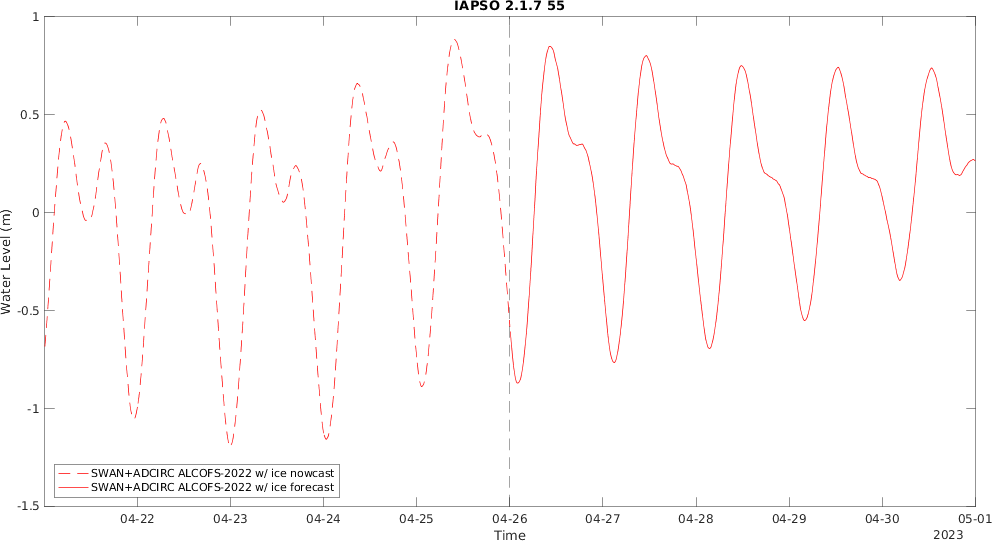 IAPSO 2.1.7 55
1
0.5
0
-0.5
-1
-1.5
Water Level (m)
SWAN+ADCIRC ALCOFS-2022 w/ ice nowcast
SWAN+ADCIRC ALCOFS-2022 w/ ice forecast
04-22 04-23 04-24 04-25 04-26 04-27 04-28 04-29 04-30 05-01
Time
2023